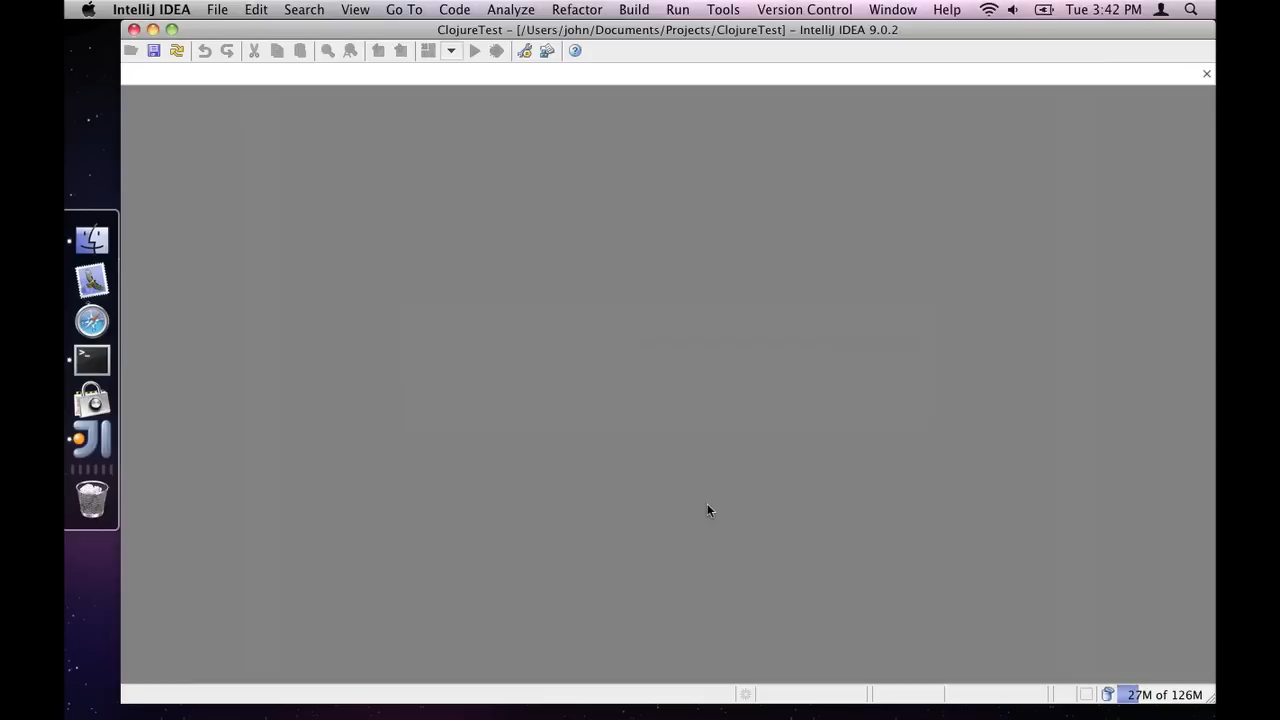 IntelliJ IDEA File Edit Search View Go To Code Analyze Refactor Build Run Tools Version Control Window Help Tue 3:42 PM
ClojureTest – [/Users/john/Documents/Projects/ClojureTest] – IntelliJ IDEA 9.0.2
27M of 126M